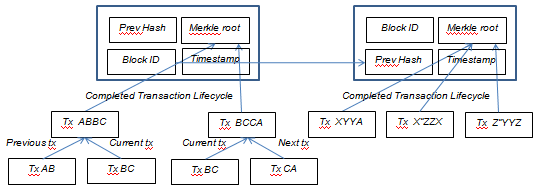 Prev Hash Merkle root Block ID Merkle root
Block ID Timestamp Prev Hash Timestamp
Completed Transaction Lifecycle Completed Transaction Lifecycle
Tx ABBC Tx BCCA Tx XYYA Tx X"ZZX Tx Z"YYZ
Previous tx Current tx Current tx Next tx
Tx AB Tx BC Tx BC Tx CA